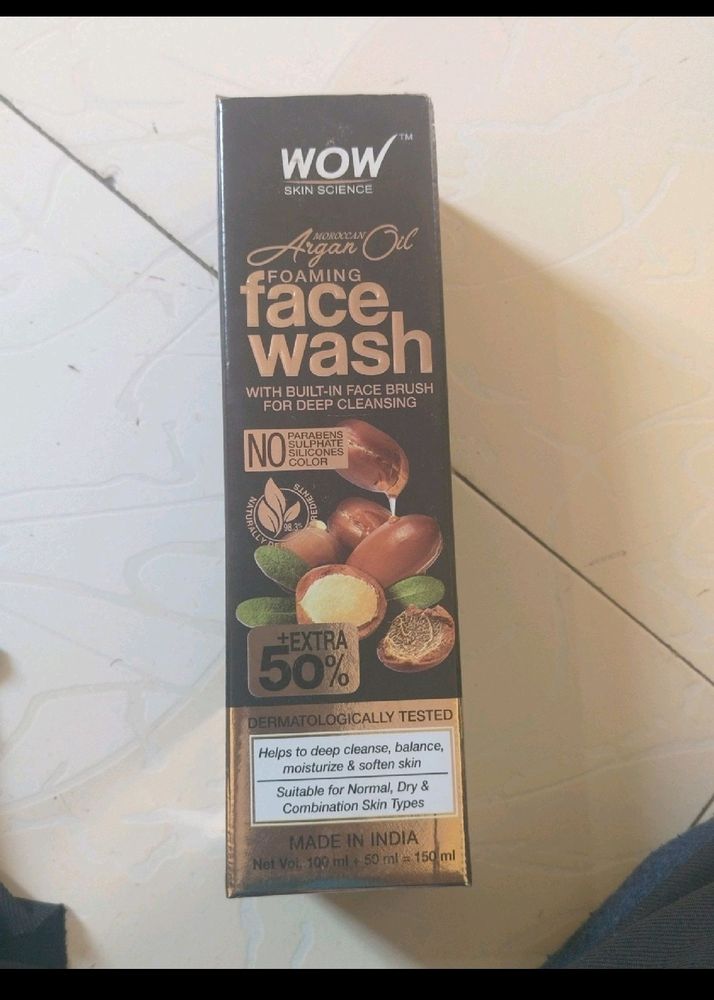 WOW™
SKIN SCIENCE
MOROCCAN
Argan Oil
FOAMING
face
wash
WITH BUILT-IN FACE BRUSH
FOR DEEP CLEANSING
NO
PARABENS
SULPHATE
SILICONES
COLOR
98.3%
NATURALLY
+EXTRA
50%
DERMATOLOGICALLY TESTED
Helps to deep cleanse, balance,
moisturize & soften skin
Suitable for Normal, Dry &
Combination Skin Types
MADE IN INDIA
Net Vol. 100 ml + 50 ml = 150 ml